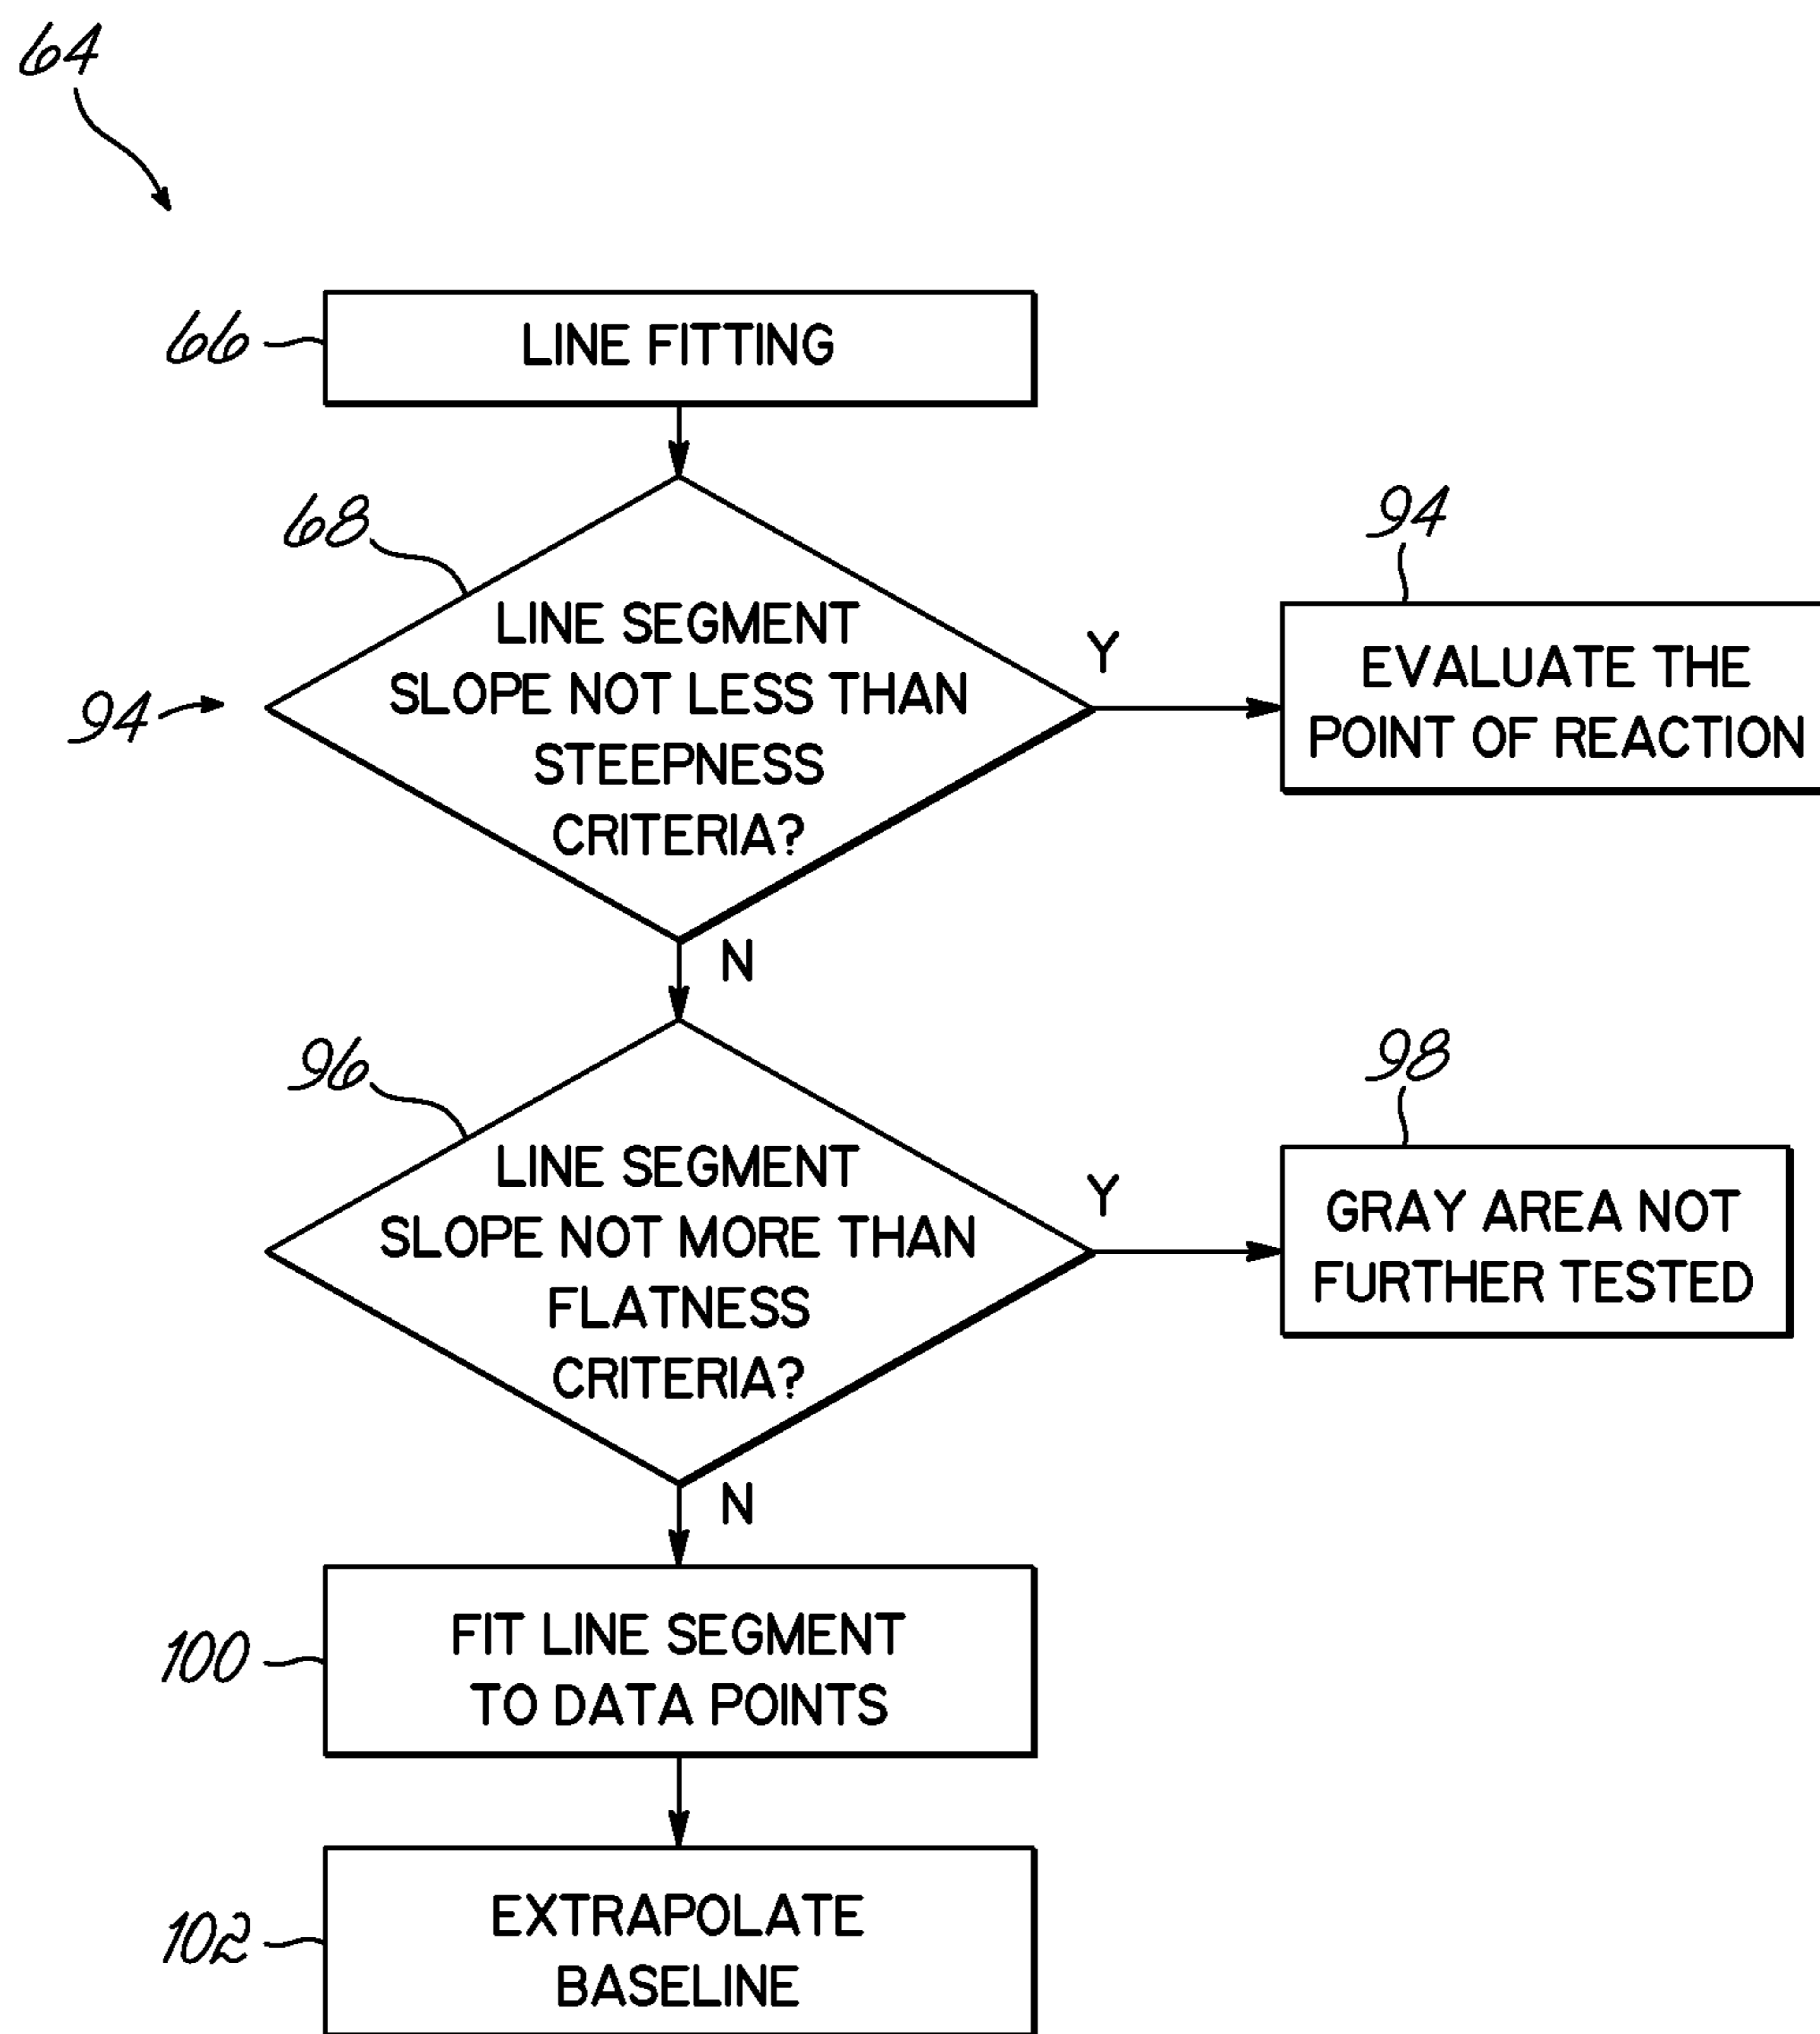 64
66
LINE FITTING
68
LINE SEGMENT
SLOPE NOT LESS THAN
STEEPNESS
CRITERIA?
94
Y
94
EVALUATE THE
POINT OF REACTION
N
96
LINE SEGMENT
SLOPE NOT MORE THAN
FLATNESS
CRITERIA?
Y
98
GRAY AREA NOT
FURTHER TESTED
N
100
FIT LINE SEGMENT
TO DATA POINTS
102
EXTRAPOLATE
BASELINE